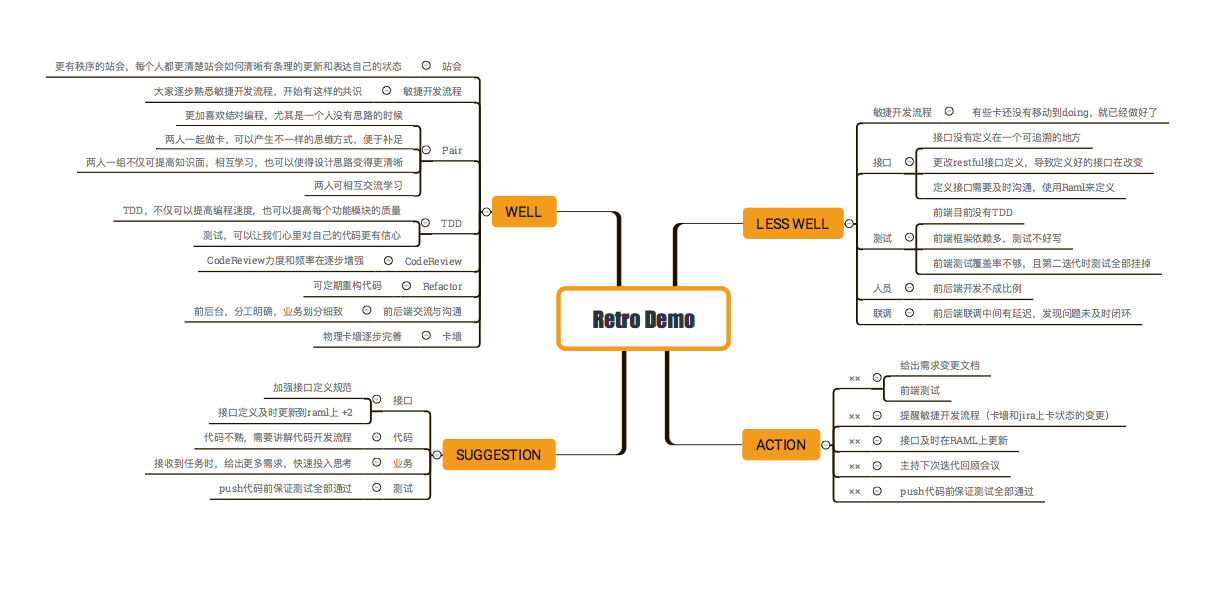 Retro Demo
WELL
站会
更有秩序的站会，每个人都更清楚站会如何清晰有条理的更新和表达自己的状态
敏捷开发流程
大家逐步熟悉敏捷开发流程，开始有这样的共识
Pair
更加喜欢结对编程，尤其是一个人没有思路的时候
两人一起做卡，可以产生不一样的思维方式，便于补足
两人一组不仅可提高知识面，相互学习，也可以使得设计思路变得更清晰
两人可相互交流学习
TDD
TDD，不仅可以提高编程速度，也可以提高每个功能模块的质量
测试，可以让我们心里对自己的代码更有信心
CodeReview
CodeReview力度和频率在逐步增强
Refactor
可定期重构代码
前后端交流与沟通
前后台，分工明确，业务划分细致
卡墙
物理卡墙逐步完善
LESS WELL
敏捷开发流程
有些卡还没有移动到doing，就已经做好了
接口
接口没有定义在一个可追溯的地方
更改restful接口定义，导致定义好的接口在改变
定义接口需要及时沟通，使用Raml来定义
测试
前端目前没有TDD
前端框架依赖多，测试不好写
前端测试覆盖率不够，且第二迭代时测试全部挂掉
人员
前后端开发不成比例
联调
前后端联调中间有延迟，发现问题未及时闭环
SUGGESTION
接口
加强接口定义规范
接口定义及时更新到raml上 +2
代码
代码不熟，需要讲解代码开发流程
业务
接收到任务时，给出更多需求，快速投入思考
测试
push代码前保证测试全部通过
ACTION
××
给出需求变更文档
前端测试
××
提醒敏捷开发流程（卡墙和jira上卡状态的变更）
××
接口及时在RAML上更新
××
主持下次迭代回顾会议
××
push代码前保证测试全部通过